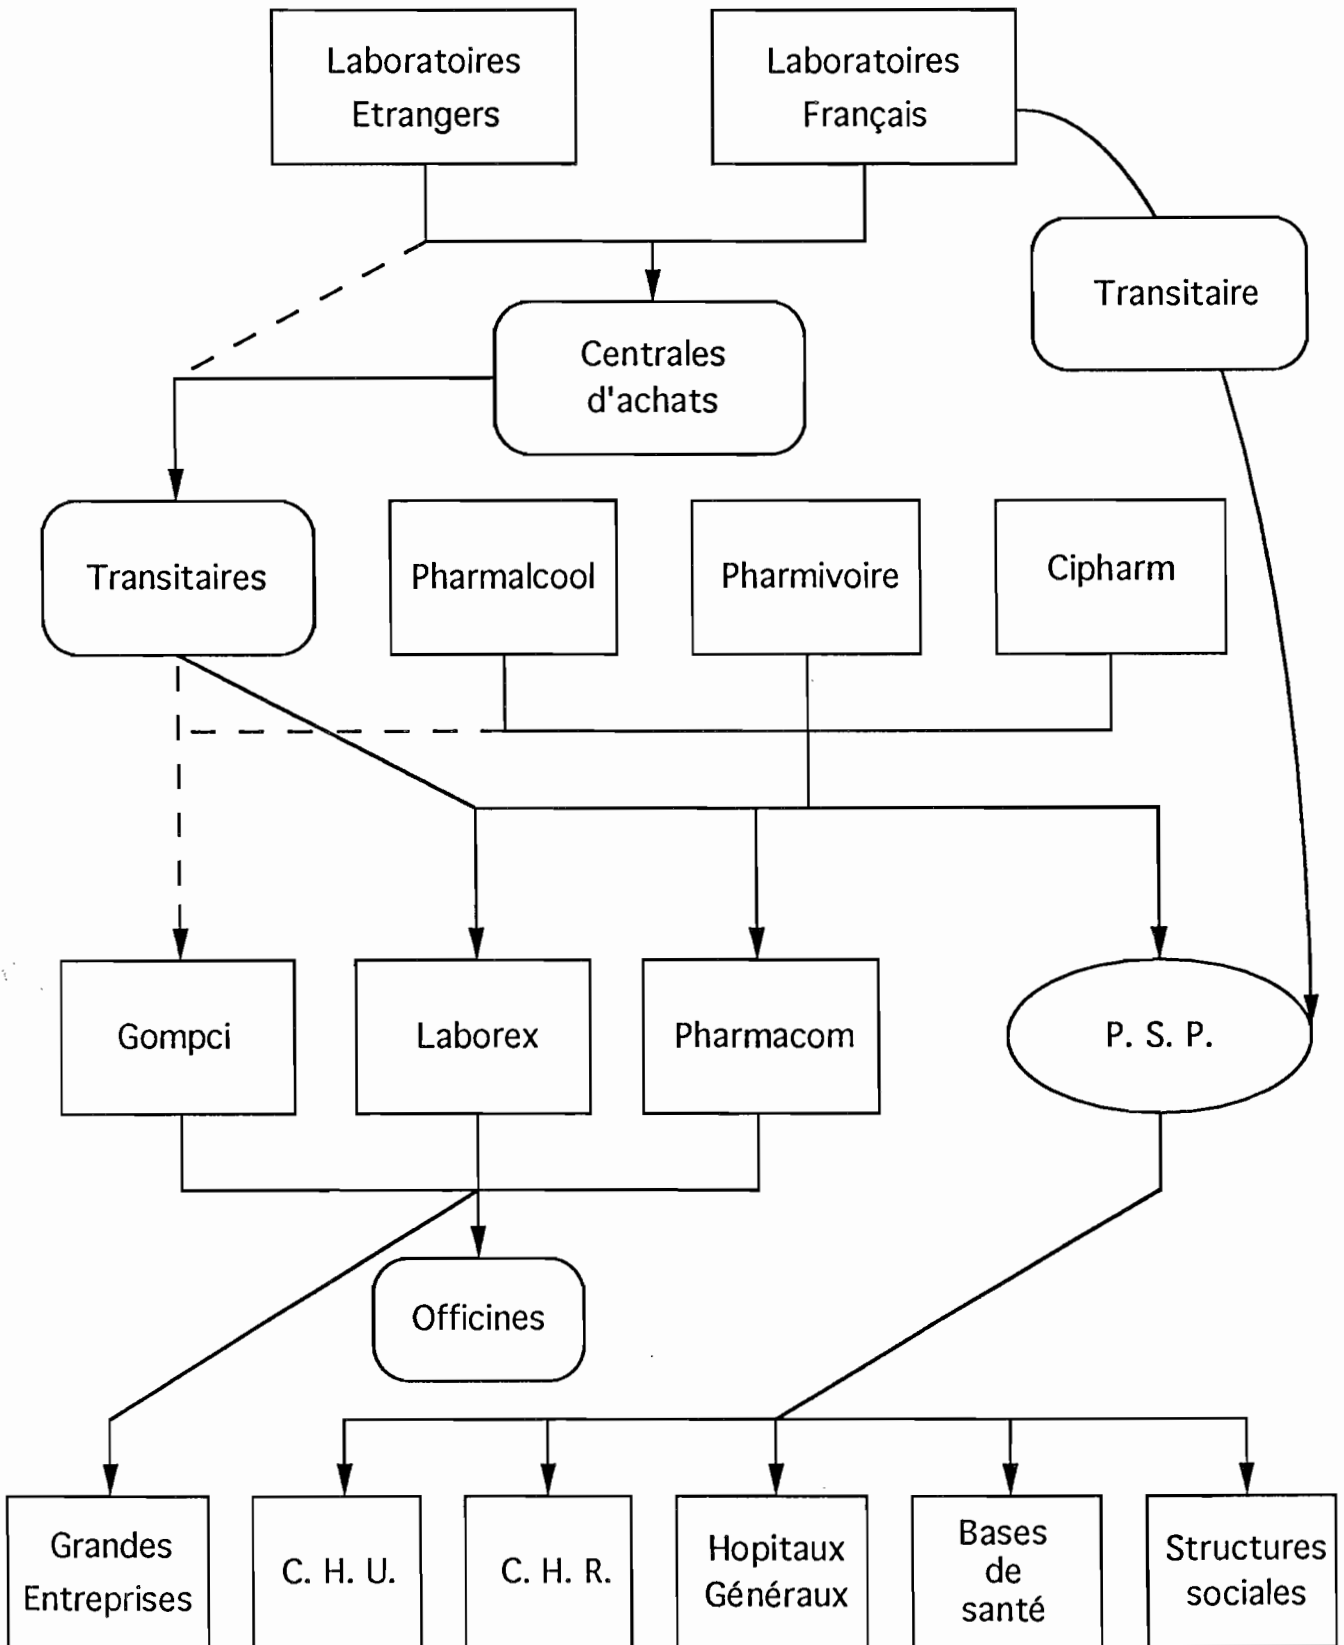 Laboratoires
Etrangers
Laboratoires
Français
Transitaire
Centrales
d'achats
Transitaires
Pharmalcool
Pharmivoire
Cipharm
Gompci
Laborex
Pharmacom
P. S. P.
Officines
Grandes
Entreprises
C. H. U.
C. H. R.
Hopitaux
Généraux
Bases
de
santé
Structures
sociales